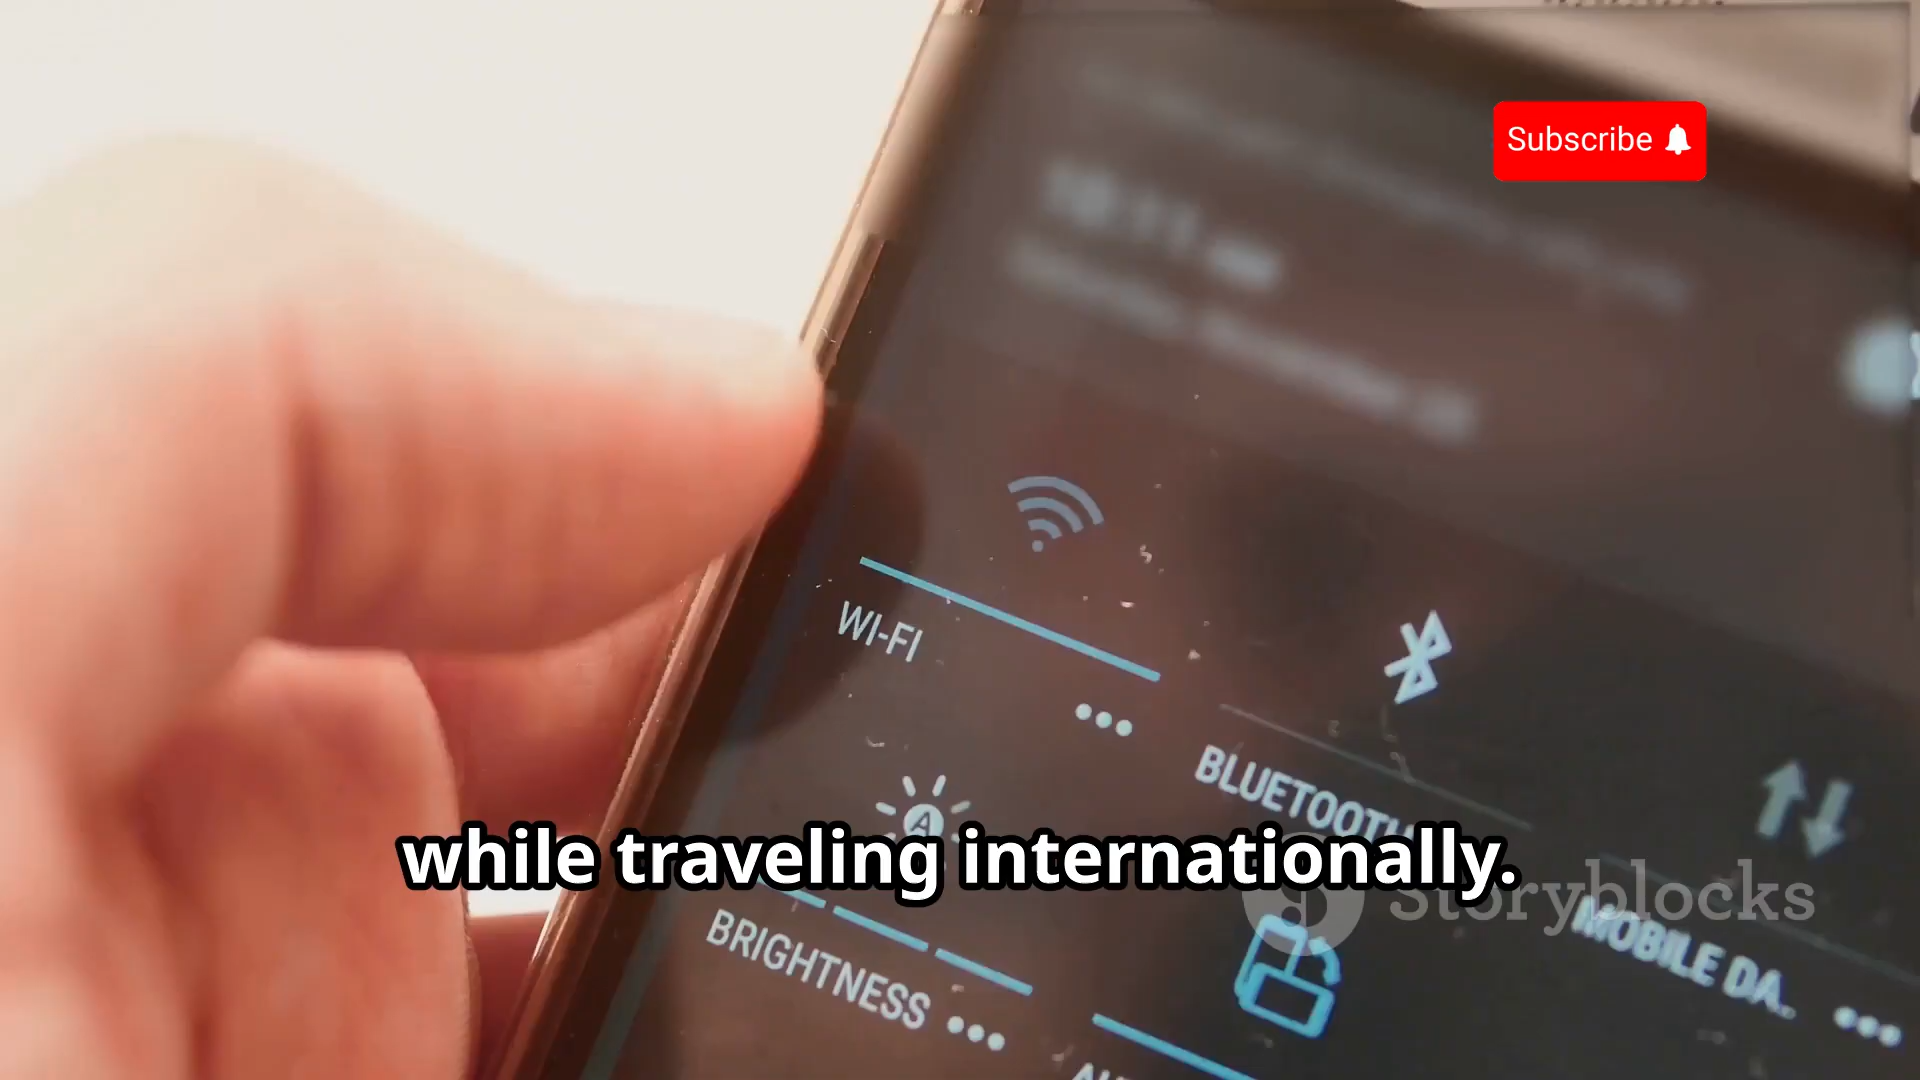 Subscribe
WI-FI
BLUETOOTH
while traveling internationally.
Storyblocks
BRIGHTNESS
MOBILE DA..